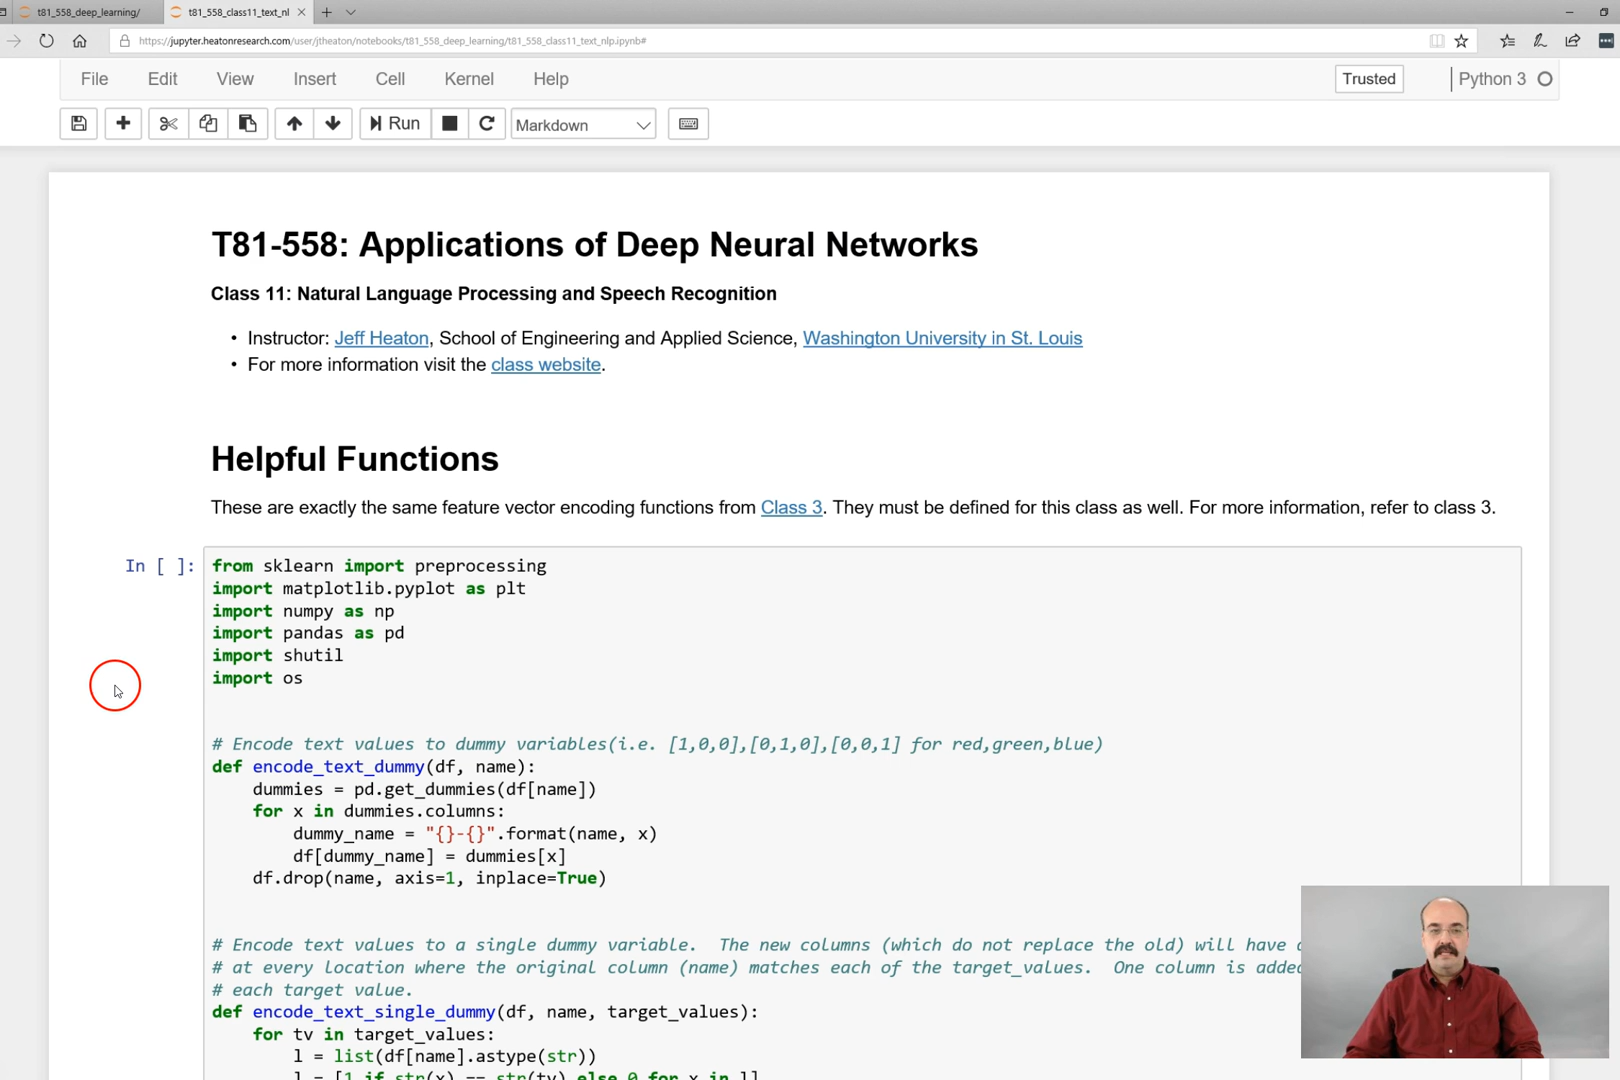 t81_558_deep_learning/
t81_558_class11_text_nl
https://jupyter.heatonresearch.com/user/jtheaton/notebooks/t81_558_deep_learning/t81_558_class11_text_nlp.ipynb#
File Edit View Insert Cell Kernel Help Trusted Python 3
Run Markdown
T81-558: Applications of Deep Neural Networks
Class 11: Natural Language Processing and Speech Recognition
• Instructor: Jeff Heaton, School of Engineering and Applied Science, Washington University in St. Louis
• For more information visit the class website.
Helpful Functions
These are exactly the same feature vector encoding functions from Class 3. They must be defined for this class as well. For more information, refer to class 3.
In [ ]:
from sklearn import preprocessing
import matplotlib.pyplot as plt
import numpy as np
import pandas as pd
import shutil
import os
# Encode text values to dummy variables(i.e. [1,0,0],[0,1,0],[0,0,1] for red,green,blue)
def encode_text_dummy(df, name):
    dummies = pd.get_dummies(df[name])
    for x in dummies.columns:
        dummy_name = "{}-{}".format(name, x)
        df[dummy_name] = dummies[x]
    df.drop(name, axis=1, inplace=True)
# Encode text values to a single dummy variable.  The new columns (which do not replace the old) will have
# at every location where the original column (name) matches each of the target_values.  One column is added
# each target value.
def encode_text_single_dummy(df, name, target_values):
    for tv in target_values:
        l = list(df[name].astype(str))
        l = [1 if str(x) == str(tv) else 0 for x in l]